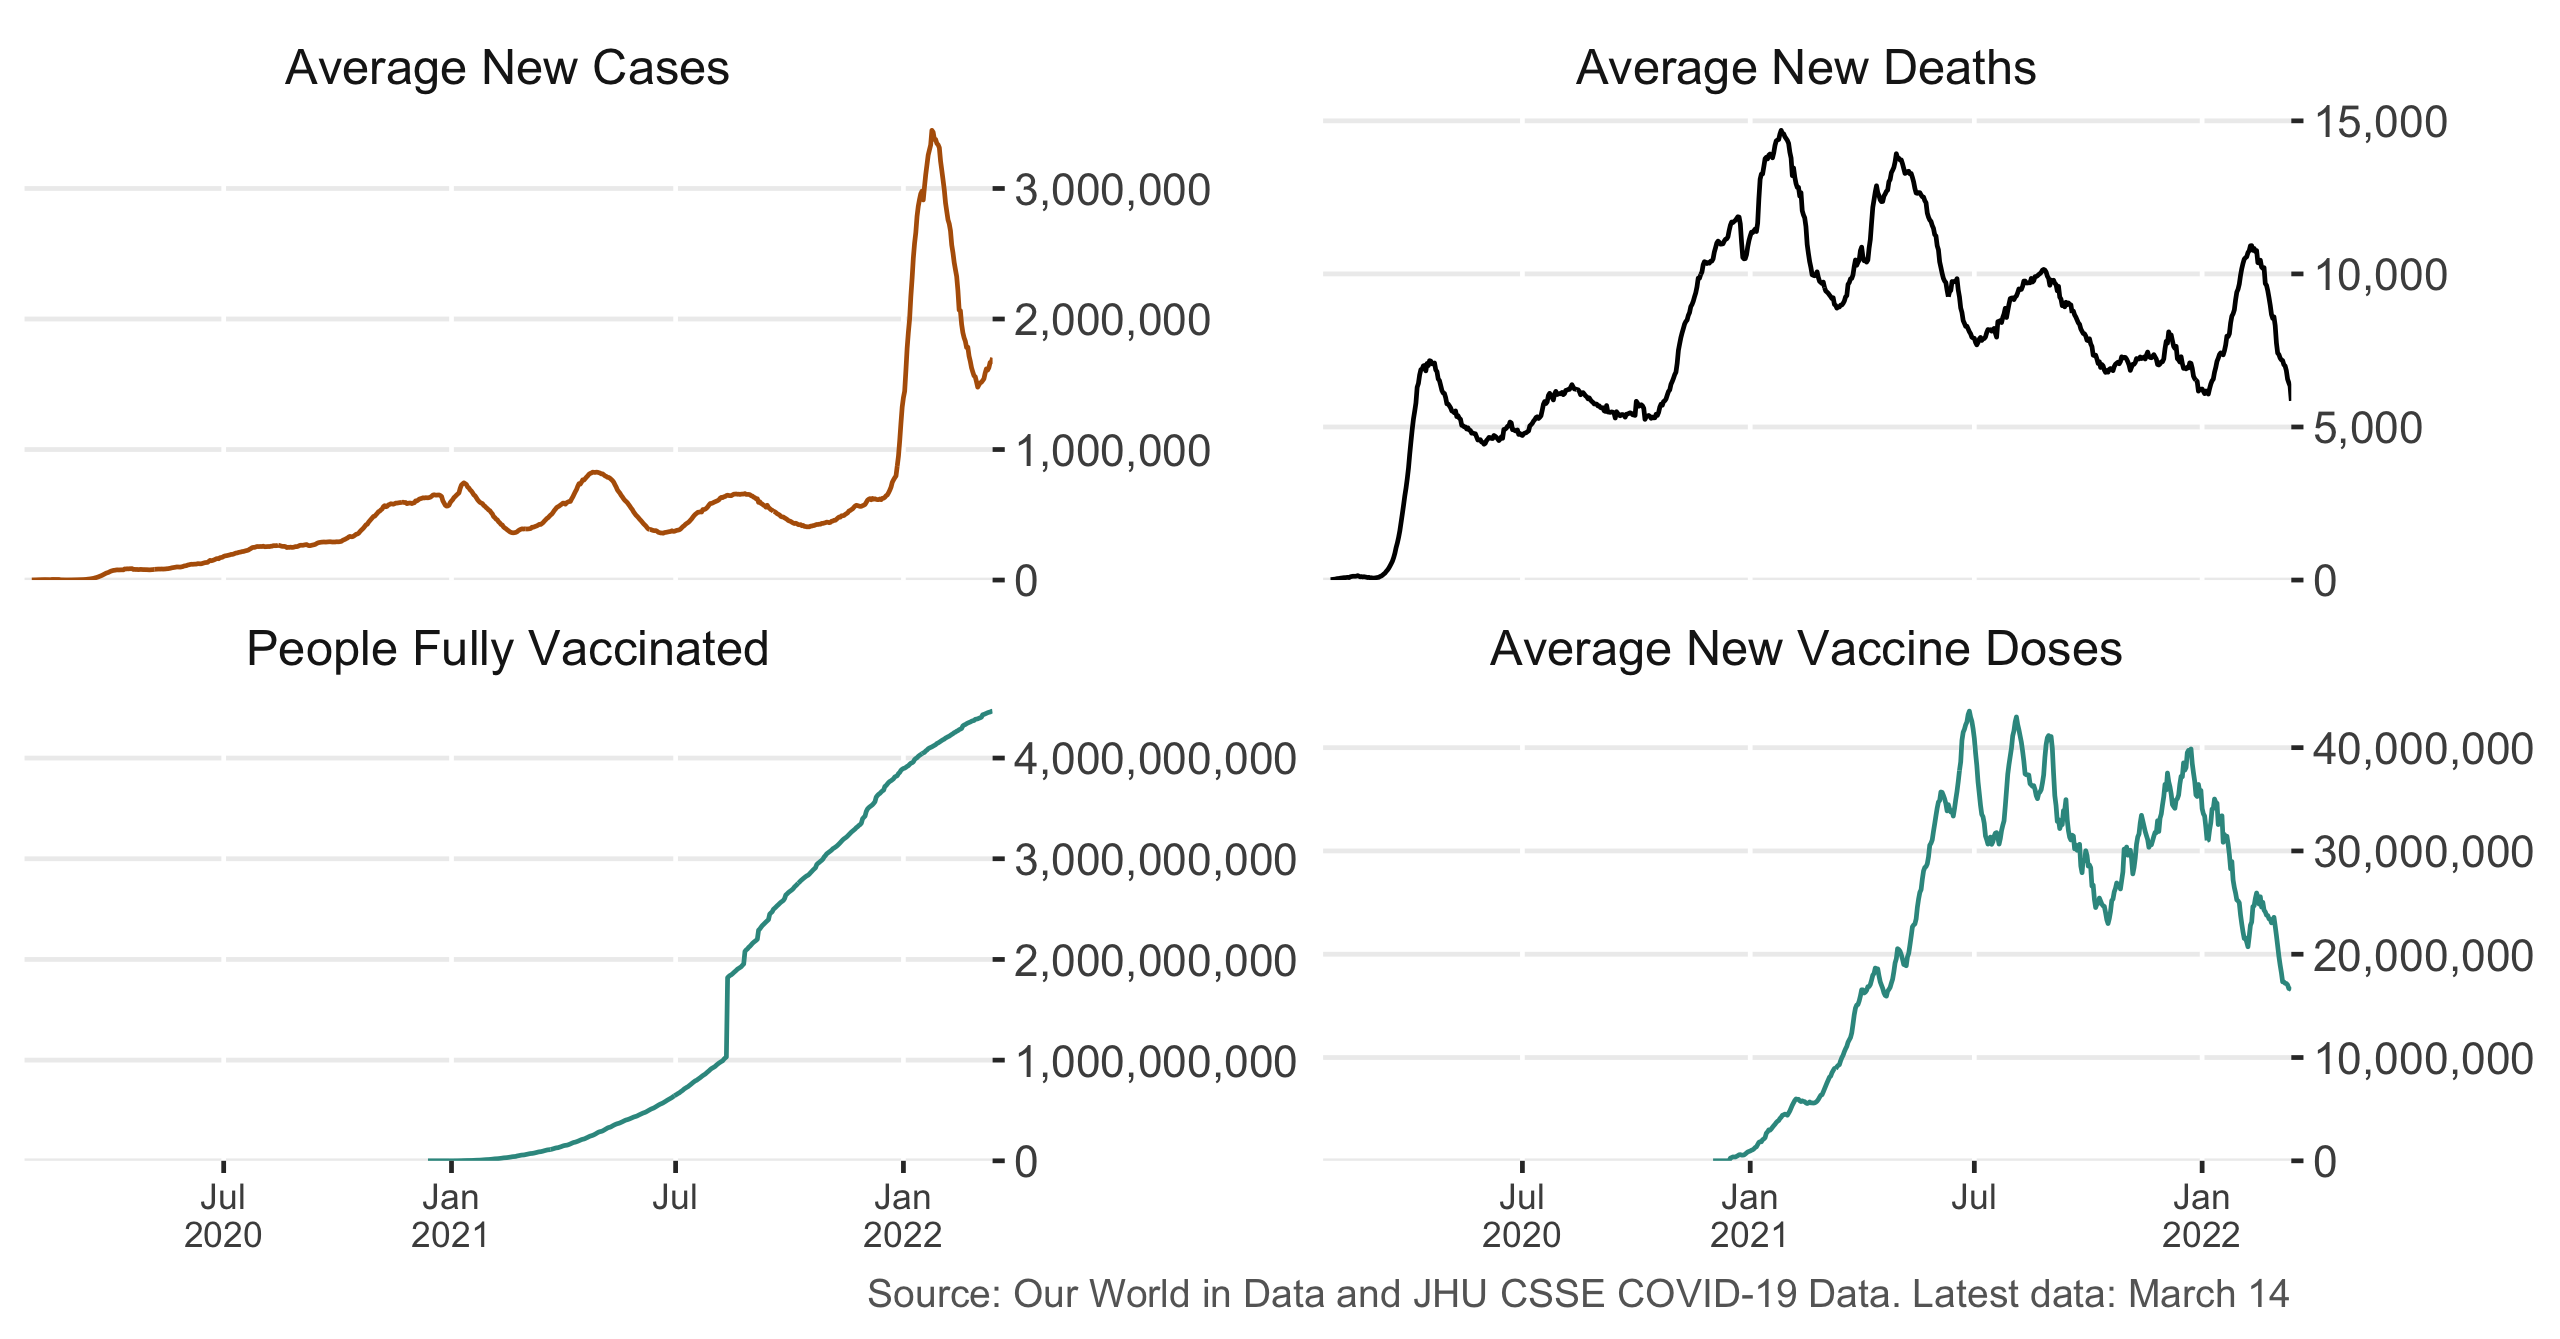 Average New Cases
3,000,000
2,000,000
1,000,000
0
Average New Deaths
15,000
10,000
5,000
0
People Fully Vaccinated
4,000,000,000
3,000,000,000
2,000,000,000
1,000,000,000
0
Jul
2020
Jan
2021
Jul
Jan
2022
Average New Vaccine Doses
40,000,000
30,000,000
20,000,000
10,000,000
0
Jul
2020
Jan
2021
Jul
Jan
2022
Source: Our World in Data and JHU CSSE COVID-19 Data. Latest data: March 14